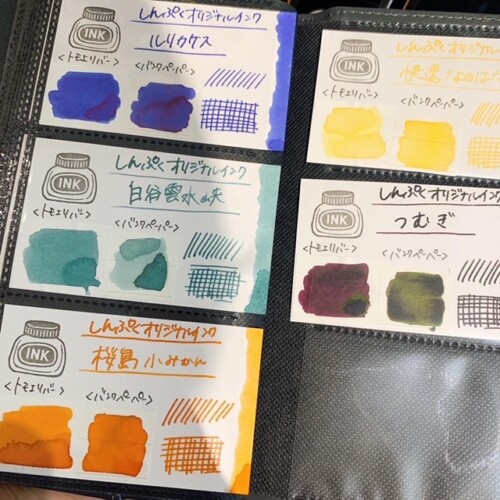 しんぷくオリジナルインク
ルリカケス
INK
<トモエリバー>
<バンクペーパー>
しんぷくオリジナルインク
白谷雲水峡
INK
<トモエリバー>
<バンクペーパー>
しんぷくオリジナルインク
桜島小みかん
INK
<トモエリバー>
<バンクペーパー>
しんぷくオリジナルイン
快速!なのは
INK
<トモエリバー>
<バンクペーパー>
しんぷくオリジナルインク
つむぎ
INK
<トモエリバー>
<バンクペーパー>